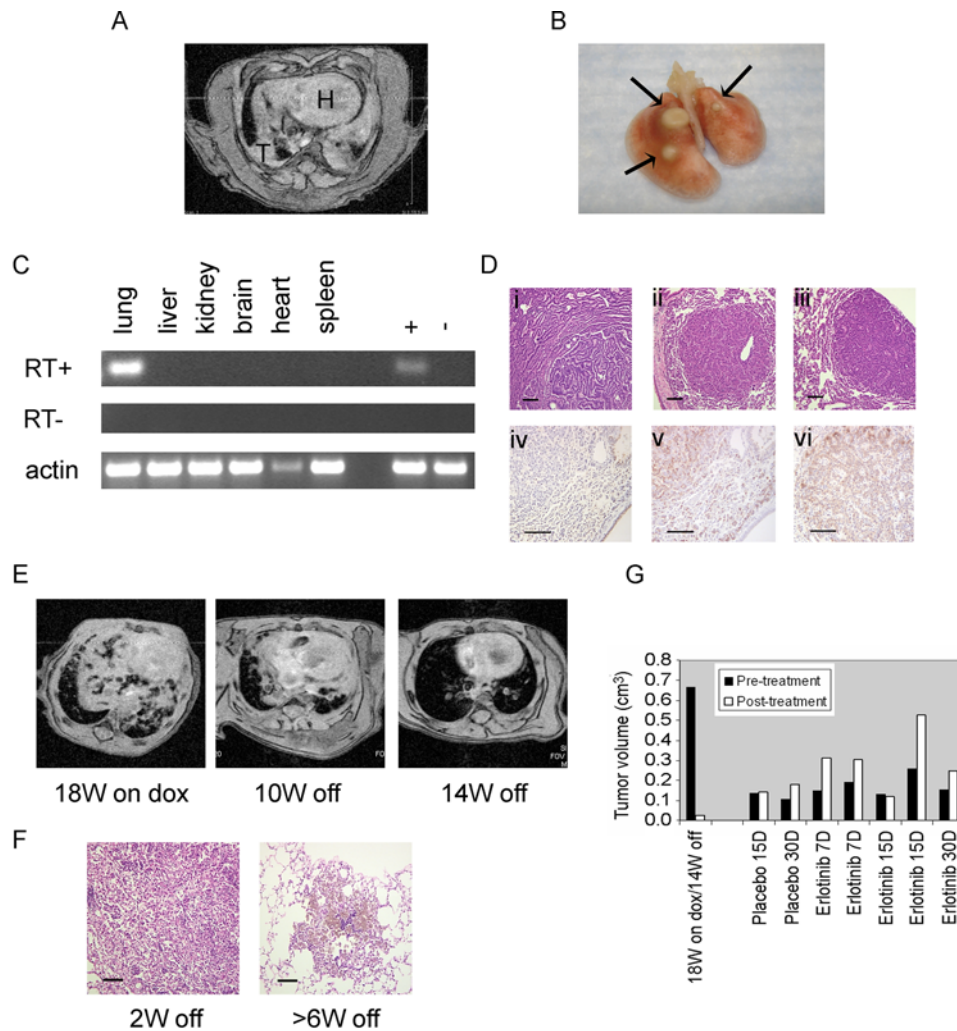 A
B
H
T
C
lung
liver
kidney
brain
heart
spleen
+
-
RT+
RT-
actin
D
i
ii
iii
iv
v
vi
E
18W on dox
10W off
14W off
F
2W off
>6W off
G
Tumor volume (cm³)
0.8
0.7
0.6
0.5
0.4
0.3
0.2
0.1
0.0
Pre-treatment
Post-treatment
18W on dox/14W off
Placebo 15D
Placebo 30D
Erlotinib 7D
Erlotinib 7D
Erlotinib 15D
Erlotinib 15D
Erlotinib 30D